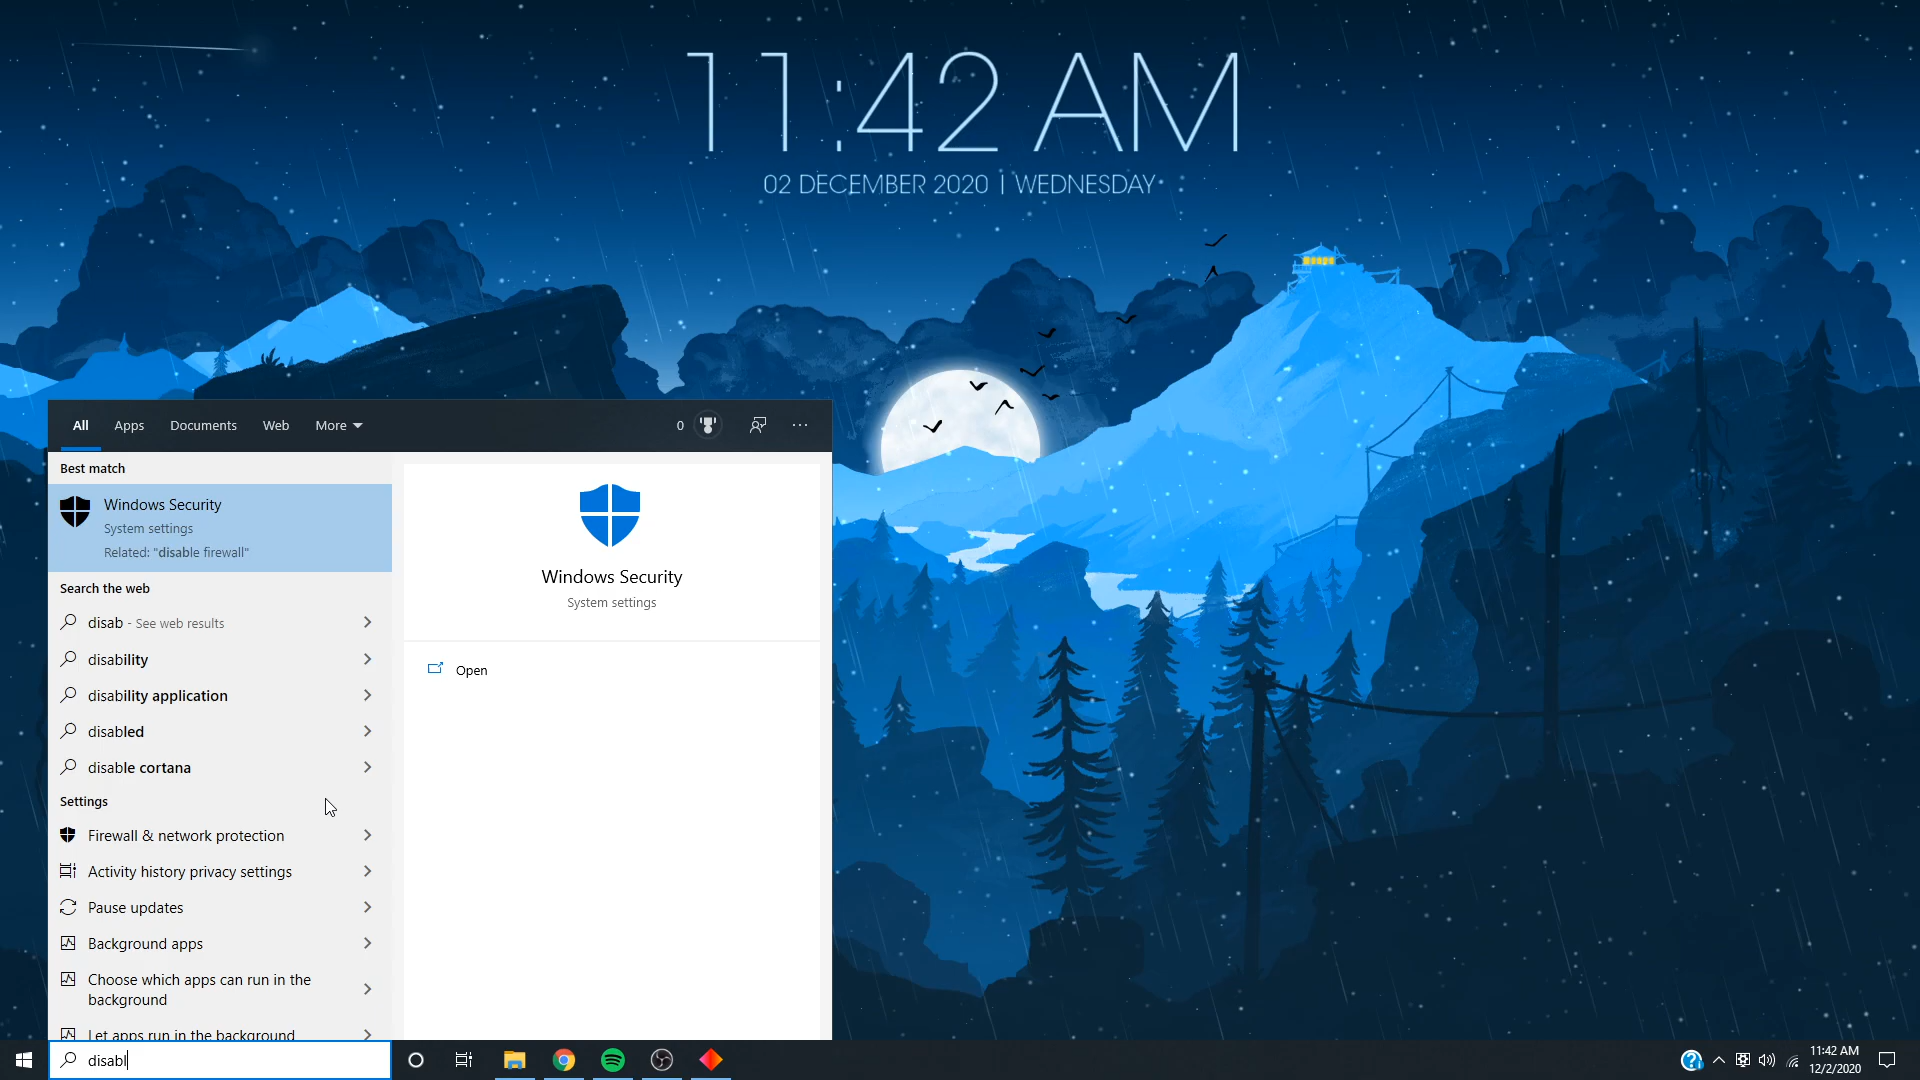 11:42 AM
02 DECEMBER 2020 | WEDNESDAY
All Apps Documents Web More 0
Best match
Windows Security
System settings
Related: "disable firewall"
Search the web
disab - See web results
disability
disability application
disabled
disable cortana
Settings
Firewall & network protection
Activity history privacy settings
Pause updates
Background apps
Choose which apps can run in the
background
Let apps run in the background
Windows Security
System settings
Open
disabl
11:42 AM
12/2/2020